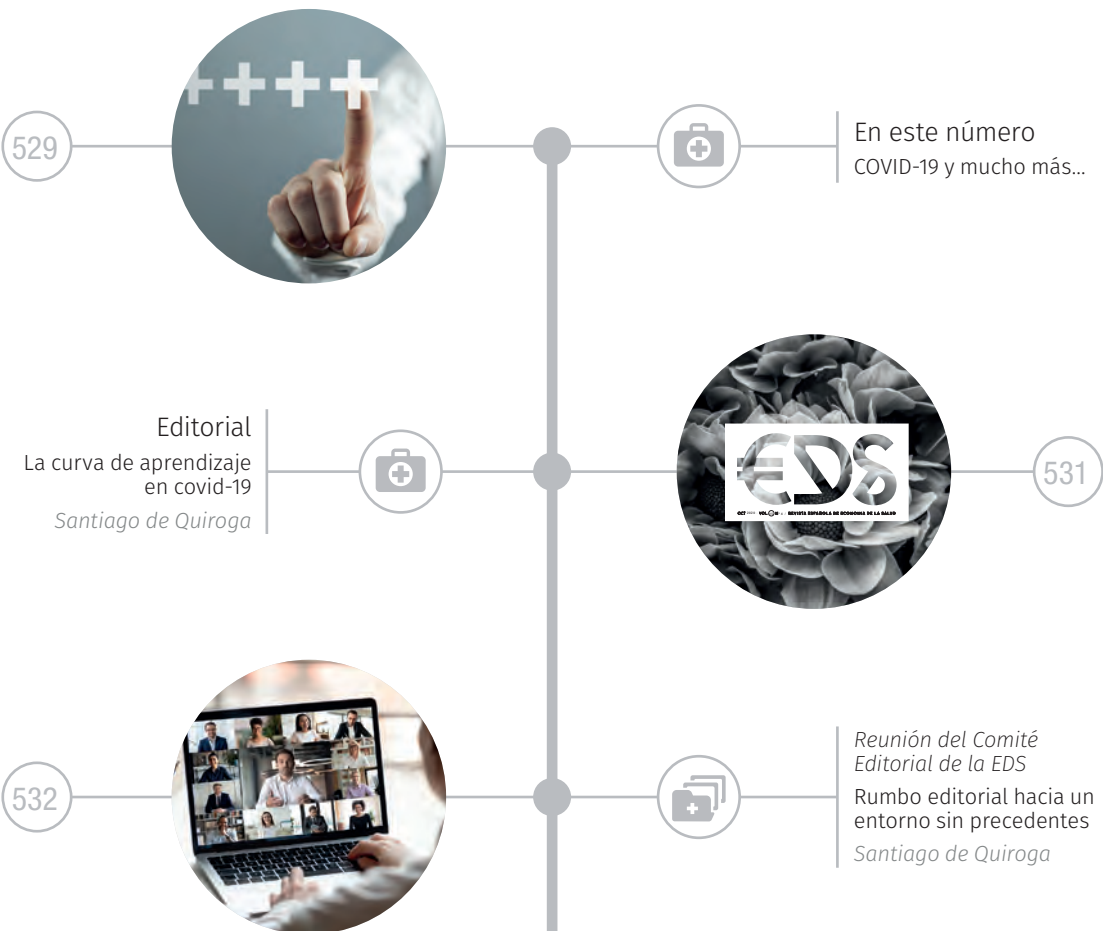 529
En este número
COVID-19 y mucho más...
Editorial
La curva de aprendizaje
en covid-19
Santiago de Quiroga
€DS
REVISTA ESPAÑOLA DE ECONOMÍA DE LA SALUD
531
532
Reunión del Comité
Editorial de la EDS
Rumbo editorial hacia un
entorno sin precedentes
Santiago de Quiroga